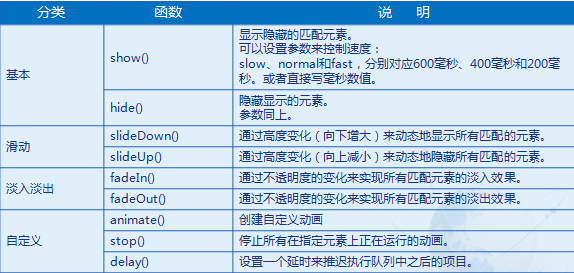 分类 函数 说 明
基本
show()
显示隐藏的匹配元素。
可以设置参数来控制速度：
slow、normal和fast，分别对应600毫秒、400毫秒和200毫
秒。或者直接写毫秒数值。
hide()
隐藏显示的元素。
参数同上。
滑动
slideDown() 通过高度变化（向下增大）来动态地显示所有匹配的元素。
slideUp() 通过高度变化（向上减小）来动态地隐藏所有匹配的元素。
淡入淡出
fadeIn() 通过不透明度的变化来实现所有匹配元素的淡入效果。
fadeOut() 通过不透明度的变化来实现所有匹配元素的淡出效果。
自定义
animate() 创建自定义动画
stop() 停止所有在指定元素上正在运行的动画。
delay() 设置一个延时来推迟执行队列中之后的项目。